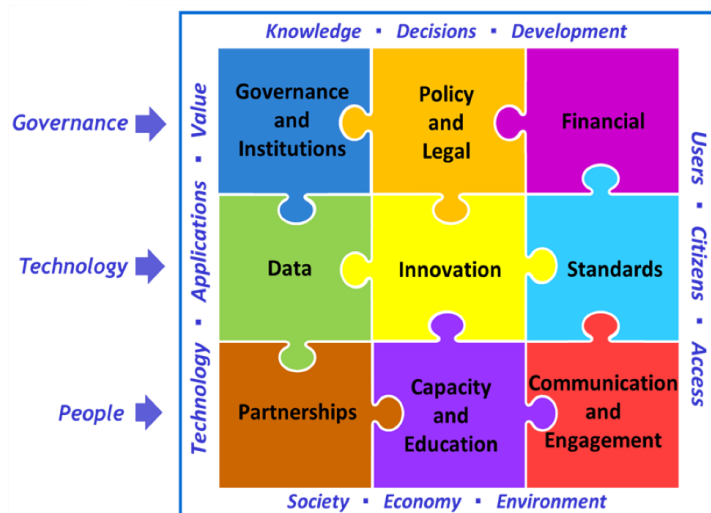 Knowledge ▪ Decisions ▪ Development
Governance
Technology
People
Technology ▪ Applications ▪ Value
Governance
and
Institutions
Policy
and
Legal
Financial
Data
Innovation
Standards
Partnerships
Capacity
and
Education
Communication
and
Engagement
Users ▪ Citizens ▪ Access
Society ▪ Economy ▪ Environment